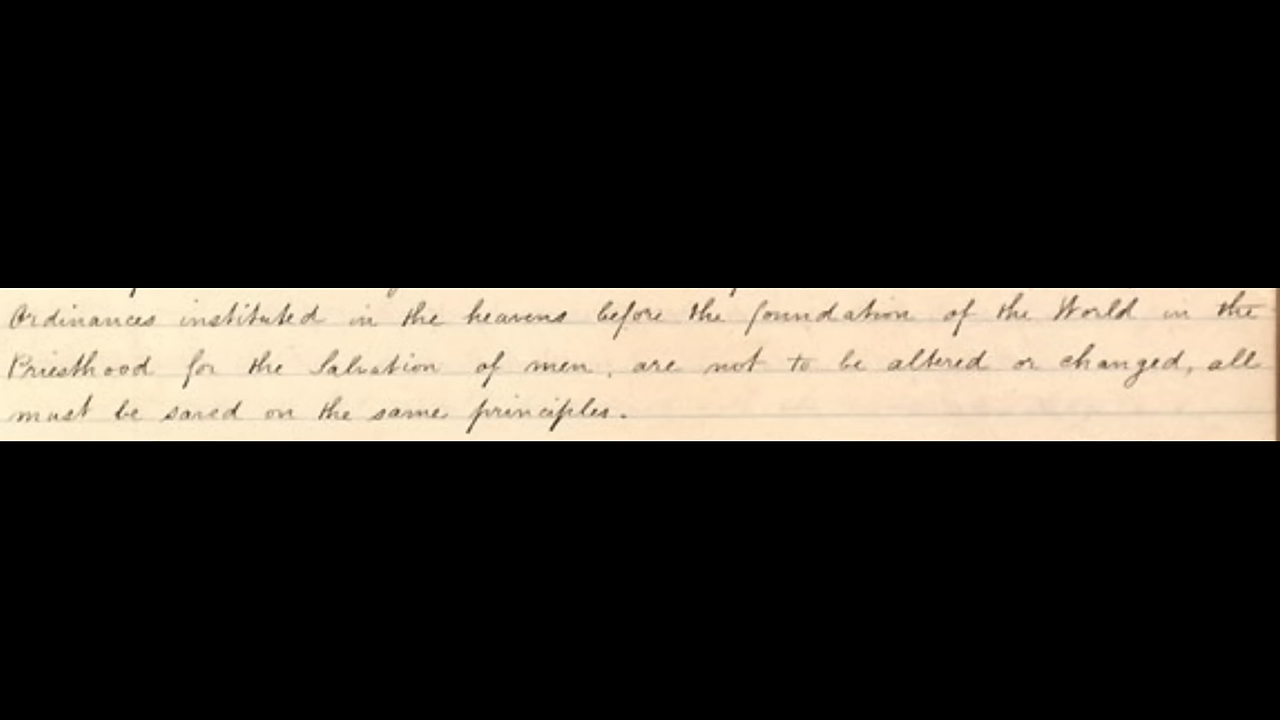 Ordinances instituted in the heavens before the foundation of the World in the
Priesthood for the Salvation of men, are not to be altered or changed, all
must be saved on the same principles.